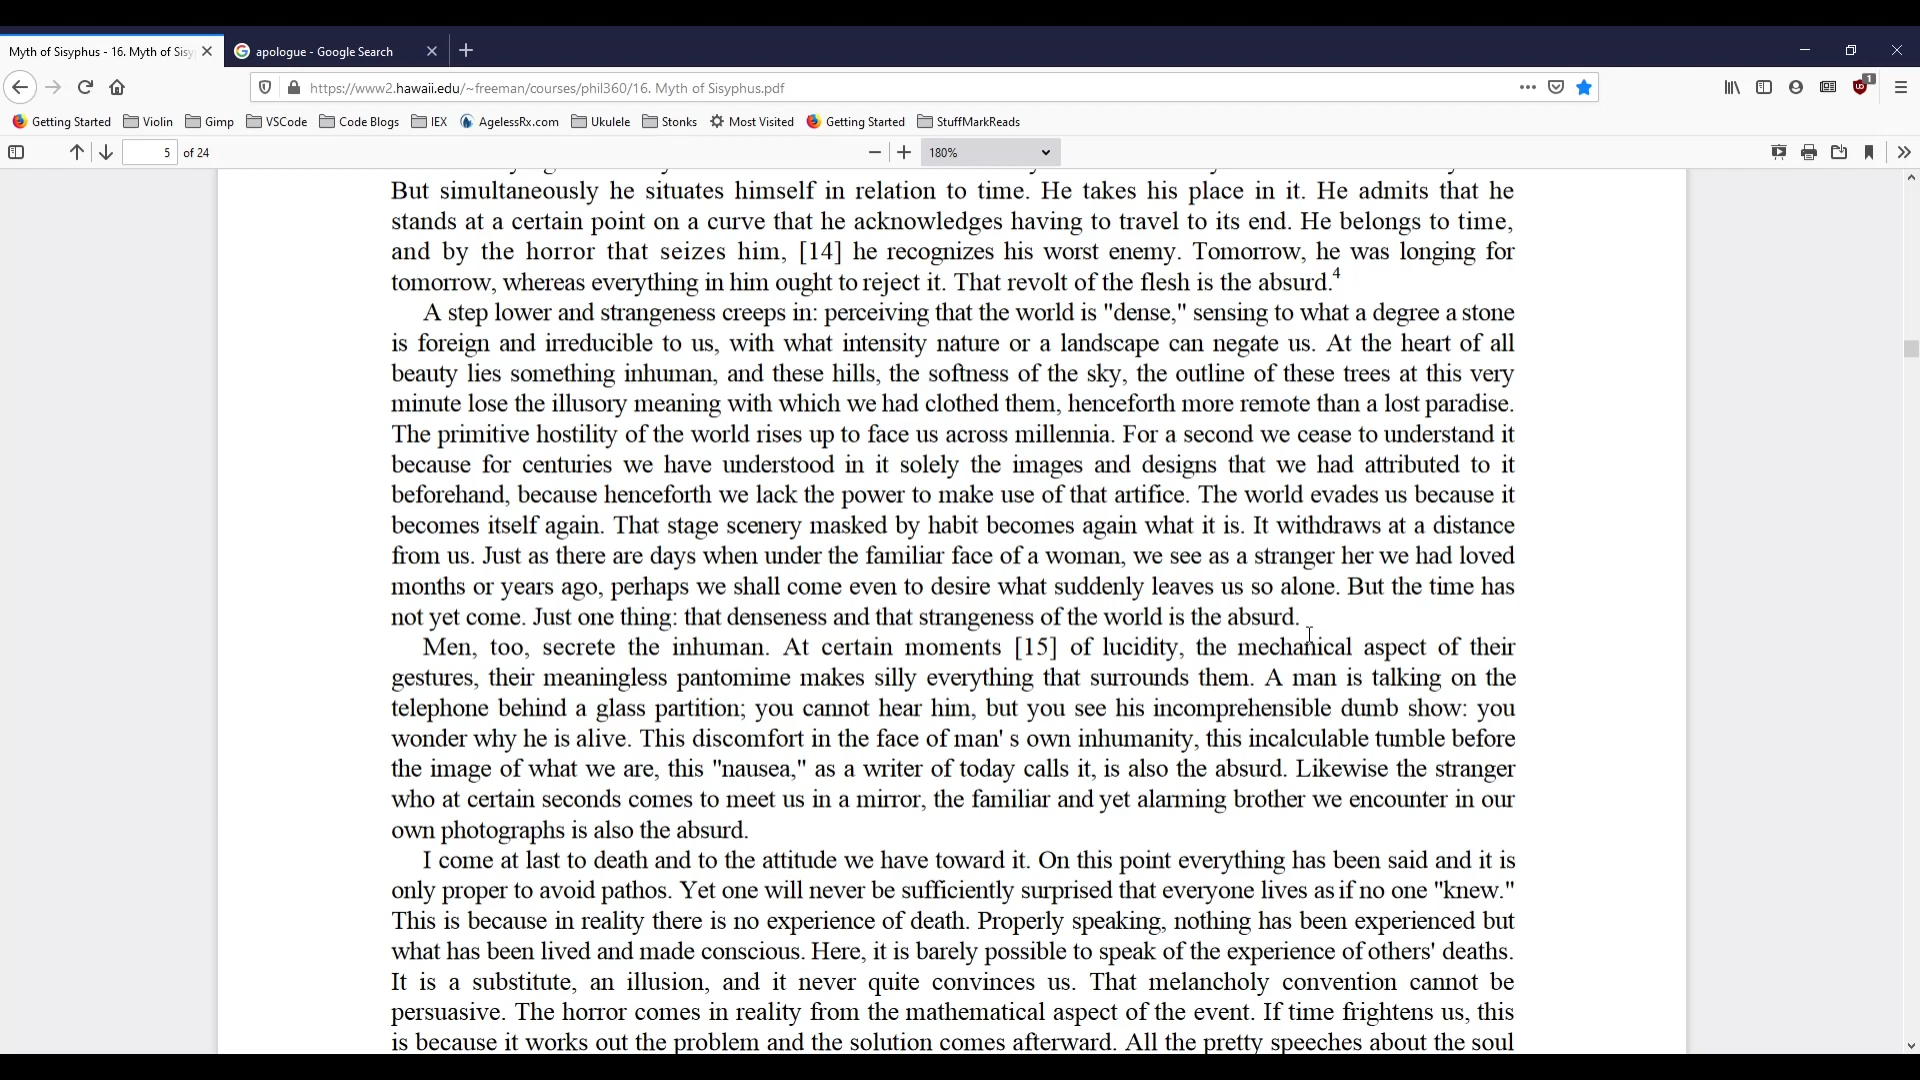 Myth of Sisyphus - 16. Myth of Sisy
apologue - Google Search
https://www2.hawaii.edu/~freeman/courses/phil360/16. Myth of Sisyphus.pdf
1
Getting Started Violin Gimp VSCode Code Blogs IEX AgelessRx.com Ukulele Stonks Most Visited Getting Started StuffMarkReads
5 of 24 180%
But simultaneously he situates himself in relation to time. He takes his place in it. He admits that he
stands at a certain point on a curve that he acknowledges having to travel to its end. He belongs to time,
and by the horror that seizes him, [14] he recognizes his worst enemy. Tomorrow, he was longing for
tomorrow, whereas everything in him ought to reject it. That revolt of the flesh is the absurd.4
A step lower and strangeness creeps in: perceiving that the world is "dense," sensing to what a degree a stone
is foreign and irreducible to us, with what intensity nature or a landscape can negate us. At the heart of all
beauty lies something inhuman, and these hills, the softness of the sky, the outline of these trees at this very
minute lose the illusory meaning with which we had clothed them, henceforth more remote than a lost paradise.
The primitive hostility of the world rises up to face us across millennia. For a second we cease to understand it
because for centuries we have understood in it solely the images and designs that we had attributed to it
beforehand, because henceforth we lack the power to make use of that artifice. The world evades us because it
becomes itself again. That stage scenery masked by habit becomes again what it is. It withdraws at a distance
from us. Just as there are days when under the familiar face of a woman, we see as a stranger her we had loved
months or years ago, perhaps we shall come even to desire what suddenly leaves us so alone. But the time has
not yet come. Just one thing: that denseness and that strangeness of the world is the absurd.
Men, too, secrete the inhuman. At certain moments [15] of lucidity, the mechanical aspect of their
gestures, their meaningless pantomime makes silly everything that surrounds them. A man is talking on the
telephone behind a glass partition; you cannot hear him, but you see his incomprehensible dumb show: you
wonder why he is alive. This discomfort in the face of man' s own inhumanity, this incalculable tumble before
the image of what we are, this "nausea," as a writer of today calls it, is also the absurd. Likewise the stranger
who at certain seconds comes to meet us in a mirror, the familiar and yet alarming brother we encounter in our
own photographs is also the absurd.
I come at last to death and to the attitude we have toward it. On this point everything has been said and it is
only proper to avoid pathos. Yet one will never be sufficiently surprised that everyone lives as if no one "knew."
This is because in reality there is no experience of death. Properly speaking, nothing has been experienced but
what has been lived and made conscious. Here, it is barely possible to speak of the experience of others' deaths.
It is a substitute, an illusion, and it never quite convinces us. That melancholy convention cannot be
persuasive. The horror comes in reality from the mathematical aspect of the event. If time frightens us, this
is because it works out the problem and the solution comes afterward. All the pretty speeches about the soul